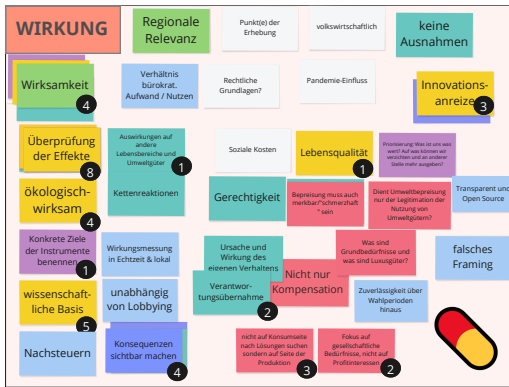 WIRKUNG
Regionale
Relevanz
Punkt(e) der
Erhebung
volkswirtschaftlich
keine
Ausnahmen
Wirksamkeit
4
Verhältnis
bürokrat.
Aufwand / Nutzen
Rechtliche
Grundlagen?
Pandemie-Einfluss
Innovations-
anreize
3
Überprüfung
der Effekte
8
Auswirkungen auf
andere
Lebensbereiche und
Umweltgüter
1
Soziale Kosten
Lebensqualität
1
Priorisierung: Was ist uns was
wert? Auf was können wir
verzichten und an anderer
Stelle mehr ausgeben?
ökologisch-
wirksam
4
Kettenreaktionen
Gerechtigkeit
Bepreisung muss auch
merkbar/"schmerzhaft
" sein
Dient Umweltbepreisung
nur der Legitimation der
Nutzung von
Umweltgütern?
Transparent und
Open Source
Konkrete Ziele
der Instrumente
benennen
1
Wirkungsmessung
in Echtzeit & lokal
Ursache und
Wirkung des
eigenen Verhaltens
Was sind
Grundbedürfnisse und
was sind Luxusgüter?
falsches
Framing
Nicht nur
Kompensation
Verantwor-
tungsübernahme
2
wissenschaft-
liche Basis
5
unabhängig
von Lobbying
Zuverlässigkeit über
Wahlperioden
hinaus
Nachsteuern
Konsequenzen
sichtbar machen
4
nicht auf Konsumseite
nach Lösungen suchen
sondern auf Seite der
Produktion
3
Fokus auf
gesellschaftliche
Bedürfnisse, nicht auf
Profitinteressen
2